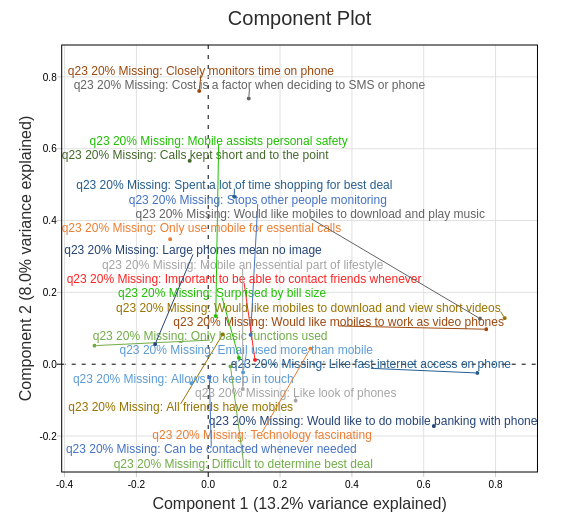 Component Plot
Component 2 (8.0% variance explained)
0.8
0.6
0.4
0.2
0.0
-0.2
q23 20% Missing: Closely monitors time on phone
q23 20% Missing: Cost is a factor when deciding to SMS or phone
q23 20% Missing: Mobile assists personal safety
q23 20% Missing: Calls kept short and to the point
q23 20% Missing: Spent a lot of time shopping for best deal
q23 20% Missing: Stops other people monitoring
q23 20% Missing: Would like mobiles to download and play music
q23 20% Missing: Only use mobile for essential calls
q23 20% Missing: Large phones mean no image
q23 20% Missing: Mobile an essential part of lifestyle
q23 20% Missing: Important to be able to contact friends whenever
q23 20% Missing: Surprised by bill size
q23 20% Missing: Would like mobiles to download and view short videos
q23 20% Missing: Would like mobiles to work as video phones
q23 20% Missing: Only basic functions used
q23 20% Missing: Email used more than mobile
q23 20% Missing: Like fast internet access on phone
q23 20% Missing: Allows to keep in touch
q23 20% Missing: Like look of phones
q23 20% Missing: All friends have mobiles
q23 20% Missing: Would like to do mobile banking with phone
q23 20% Missing: Technology fascinating
q23 20% Missing: Can be contacted whenever needed
q23 20% Missing: Difficult to determine best deal
-0.4
-0.2
0.0
0.2
0.4
0.6
0.8
Component 1 (13.2% variance explained)